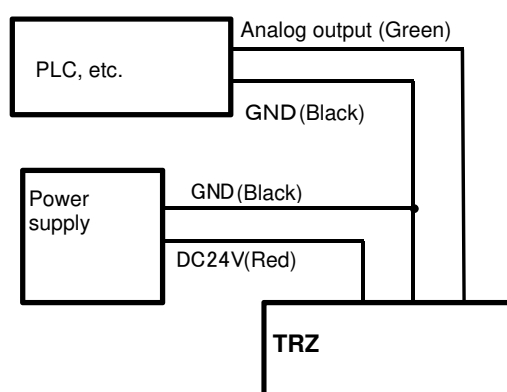 Analog output (Green)
PLC, etc.
GND(Black)
GND(Black)
Power
supply
DC24V(Red)
TRZ